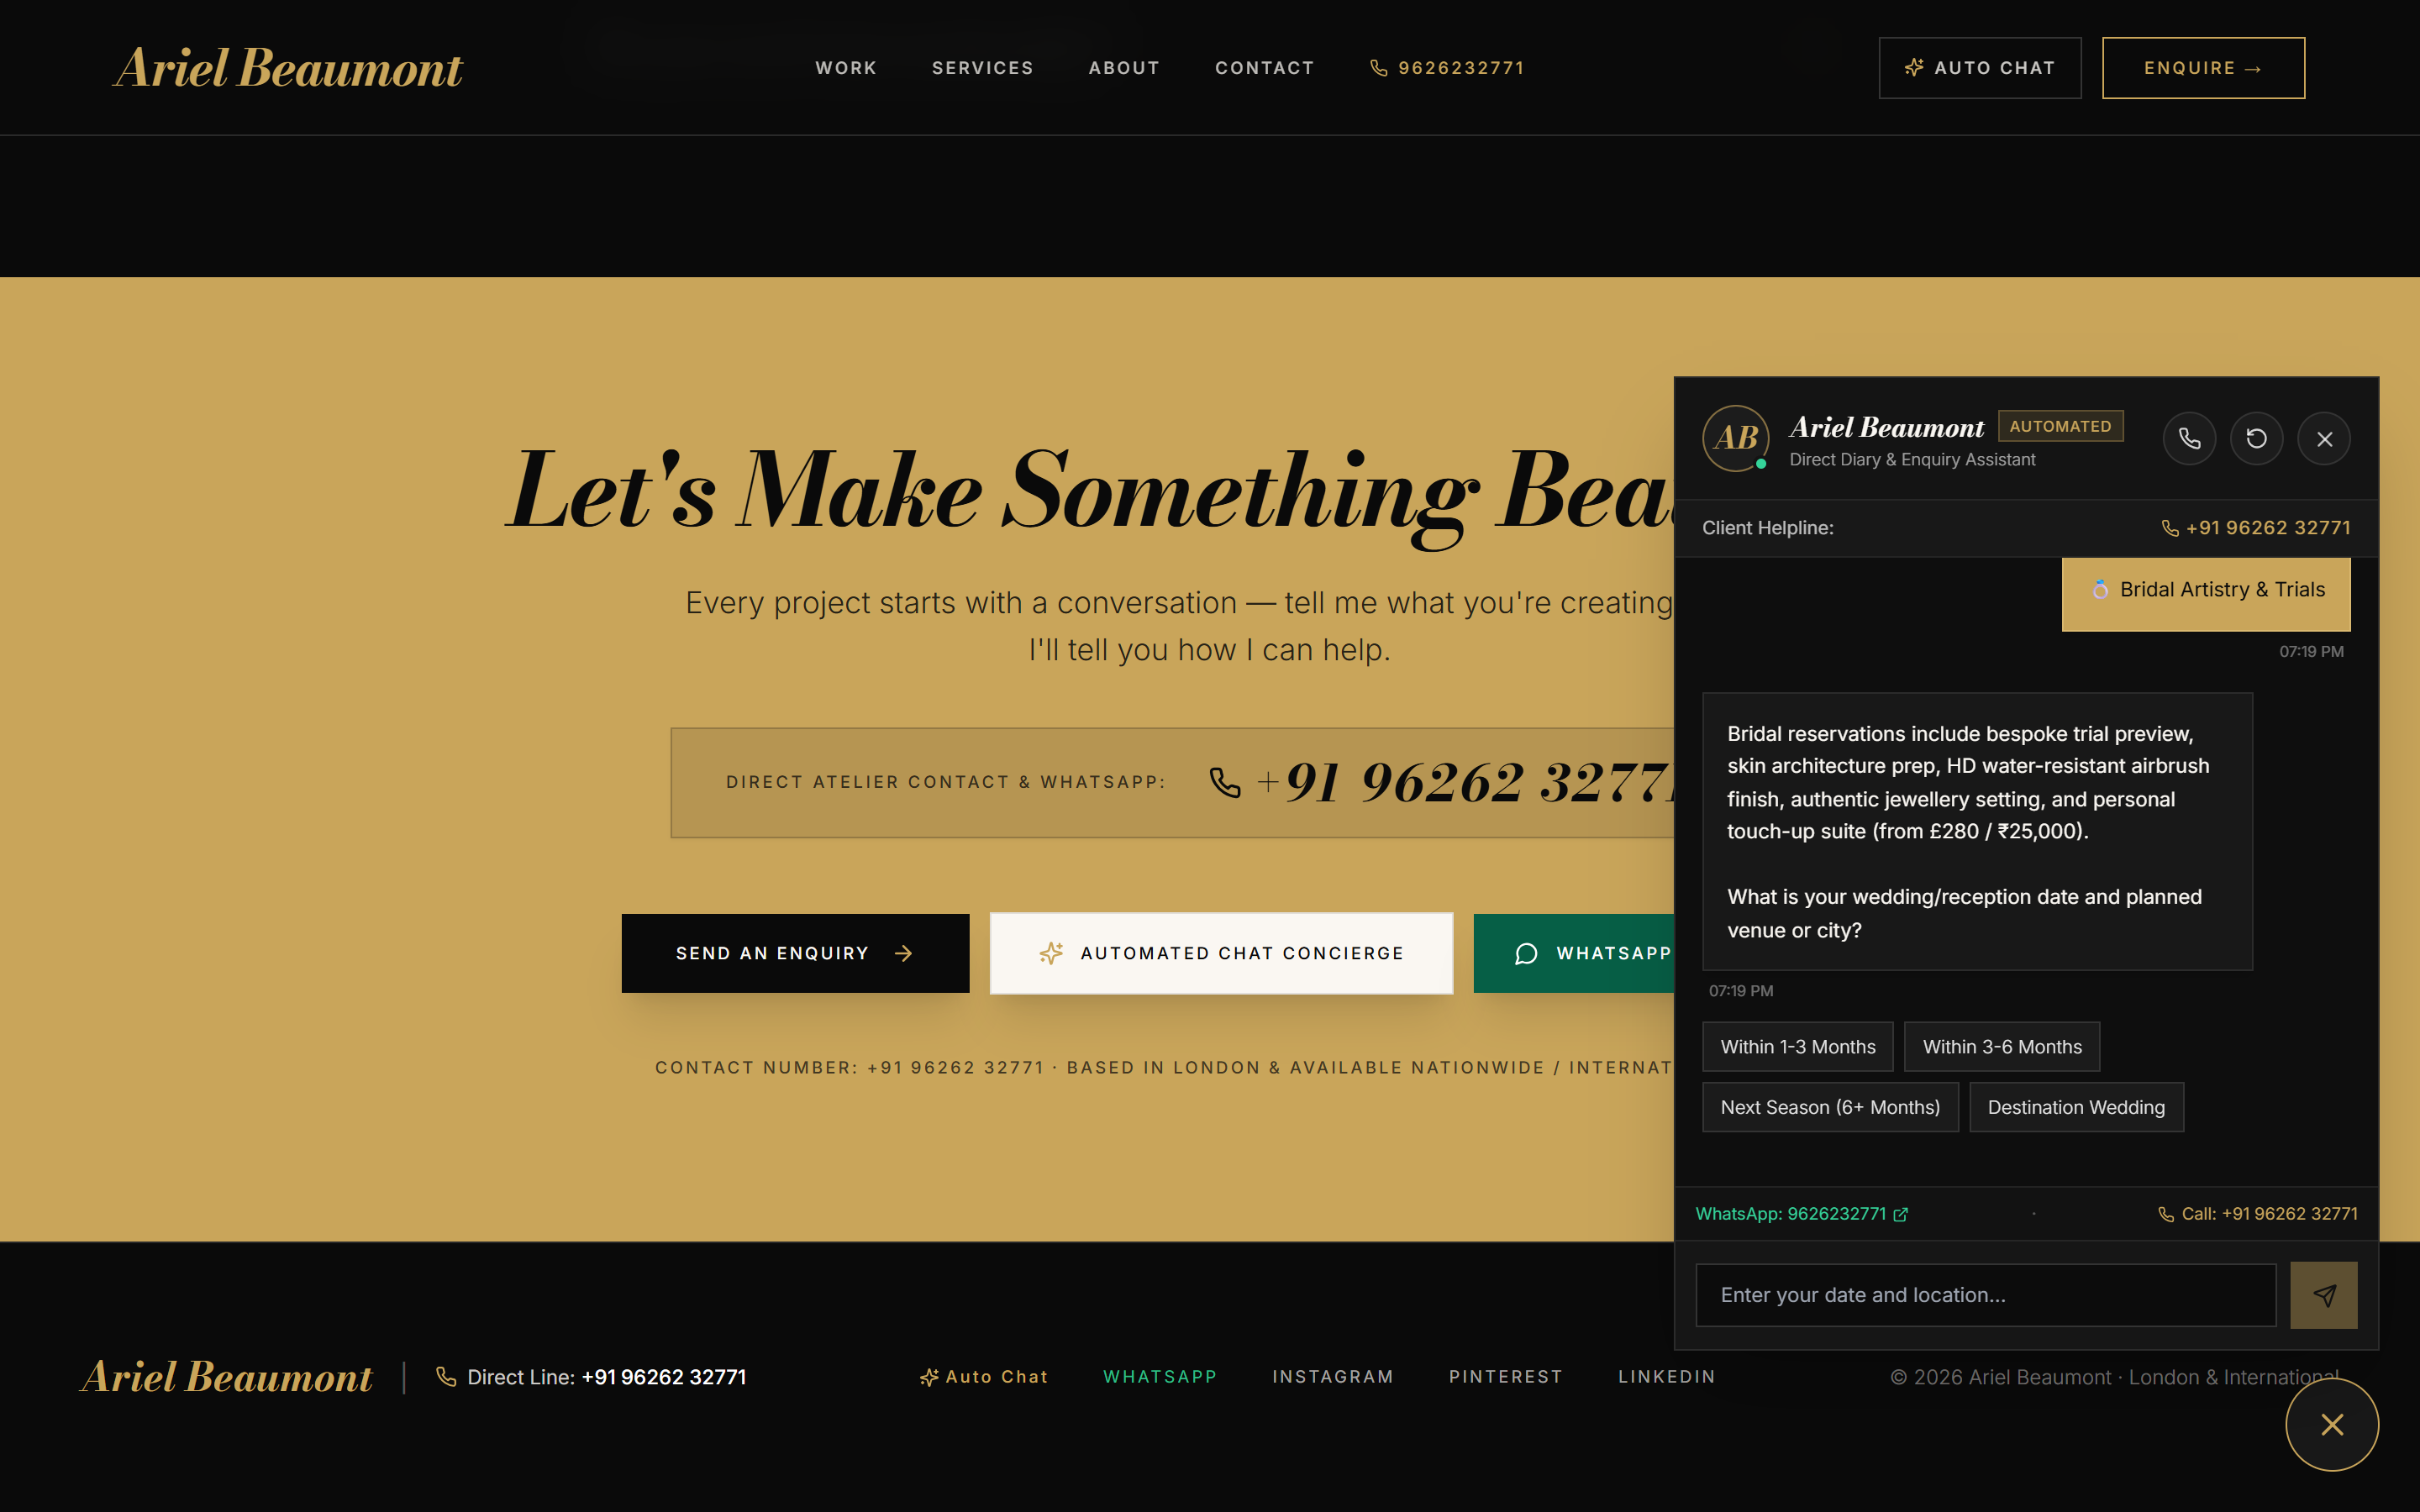 Ariel Beaumont
WORK
SERVICES
ABOUT
CONTACT
9626232771
AUTO CHAT
ENQUIRE →
Let's Make Something
Every project starts with a conversation — tell me what you're creating
I'll tell you how I can help.
DIRECT ATELIER CONTACT & WHATSAPP:
+91 96262 32771
SEND AN ENQUIRY
AUTOMATED CHAT CONCIERGE
WHATSAPP
CONTACT NUMBER: +91 96262 32771 · BASED IN LONDON & AVAILABLE NATIONWIDE /
AB
Ariel Beaumont
AUTOMATED
Direct Diary & Enquiry Assistant
Client Helpline:
+91 96262 32771
💍 Bridal Artistry & Trials
07:19 PM
Bridal reservations include bespoke trial preview,
skin architecture prep, HD water-resistant airbrush
finish, authentic jewellery setting, and personal
touch-up suite (from £280 / ₹25,000).
What is your wedding/reception date and planned
venue or city?
07:19 PM
Within 1-3 Months
Within 3-6 Months
Next Season (6+ Months)
Destination Wedding
WhatsApp: 9626232771
·
Call: +91 96262 32771
Enter your date and location...
Ariel Beaumont
Direct Line: +91 96262 32771
Auto Chat
WHATSAPP
INSTAGRAM
PINTEREST
LINKEDIN
© 2026 Ariel Beaumont · London & International